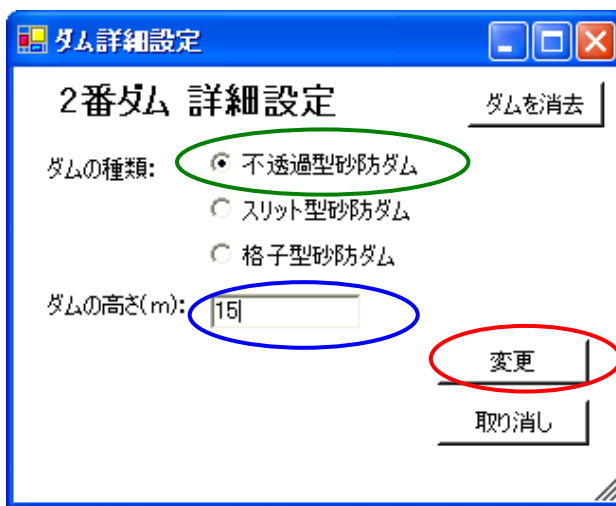 ダム詳細設定
2番ダム 詳細設定
ダムを消去
ダムの種類:
不透過型砂防ダム
スリット型砂防ダム
格子型砂防ダム
ダムの高さ(m):
15
変更
取り消し